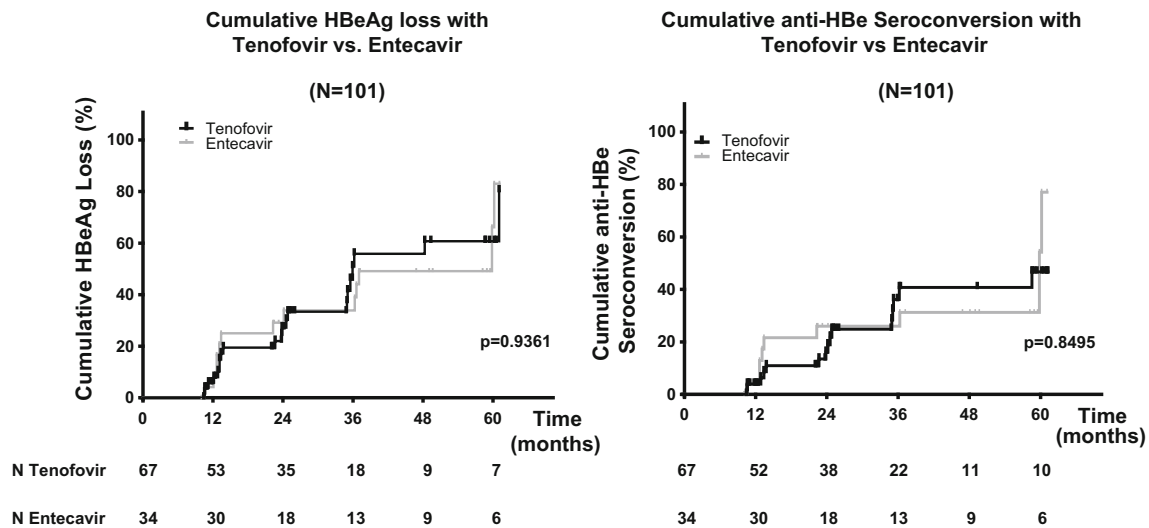 Cumulative HBeAg loss with
Tenofovir vs. Entecavir
(N=101)
Cumulative HBeAg Loss (%)
100
80
60
40
20
0
Tenofovir
Entecavir
p=0.9361
0 12 24 36 48 60
Time
(months)
Cumulative anti-HBe Seroconversion with
Tenofovir vs Entecavir
(N=101)
Cumulative anti-HBe
Seroconversion (%)
100
80
60
40
20
0
Tenofovir
Entecavir
p=0.8495
0 12 24 36 48 60
Time
(months)
N Tenofovir 67 53 35 18 9 7 67 52 38 22 11 10
N Entecavir 34 30 18 13 9 6 34 30 18 13 9 6